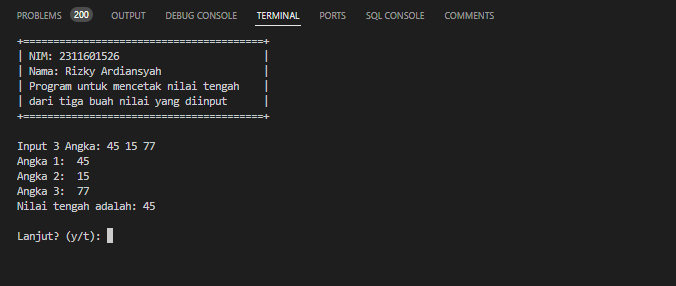 PROBLEMS 200 OUTPUT DEBUG CONSOLE TERMINAL PORTS SQL CONSOLE COMMENTS
+========================================+
| NIM: 2311601526                        |
| Nama: Rizky Ardiansyah                 |
| Program untuk mencetak nilai tengah    |
| dari tiga buah nilai yang diinput      |
+========================================+
Input 3 Angka: 45 15 77
Angka 1:  45
Angka 2:  15
Angka 3:  77
Nilai tengah adalah: 45
Lanjut? (y/t):